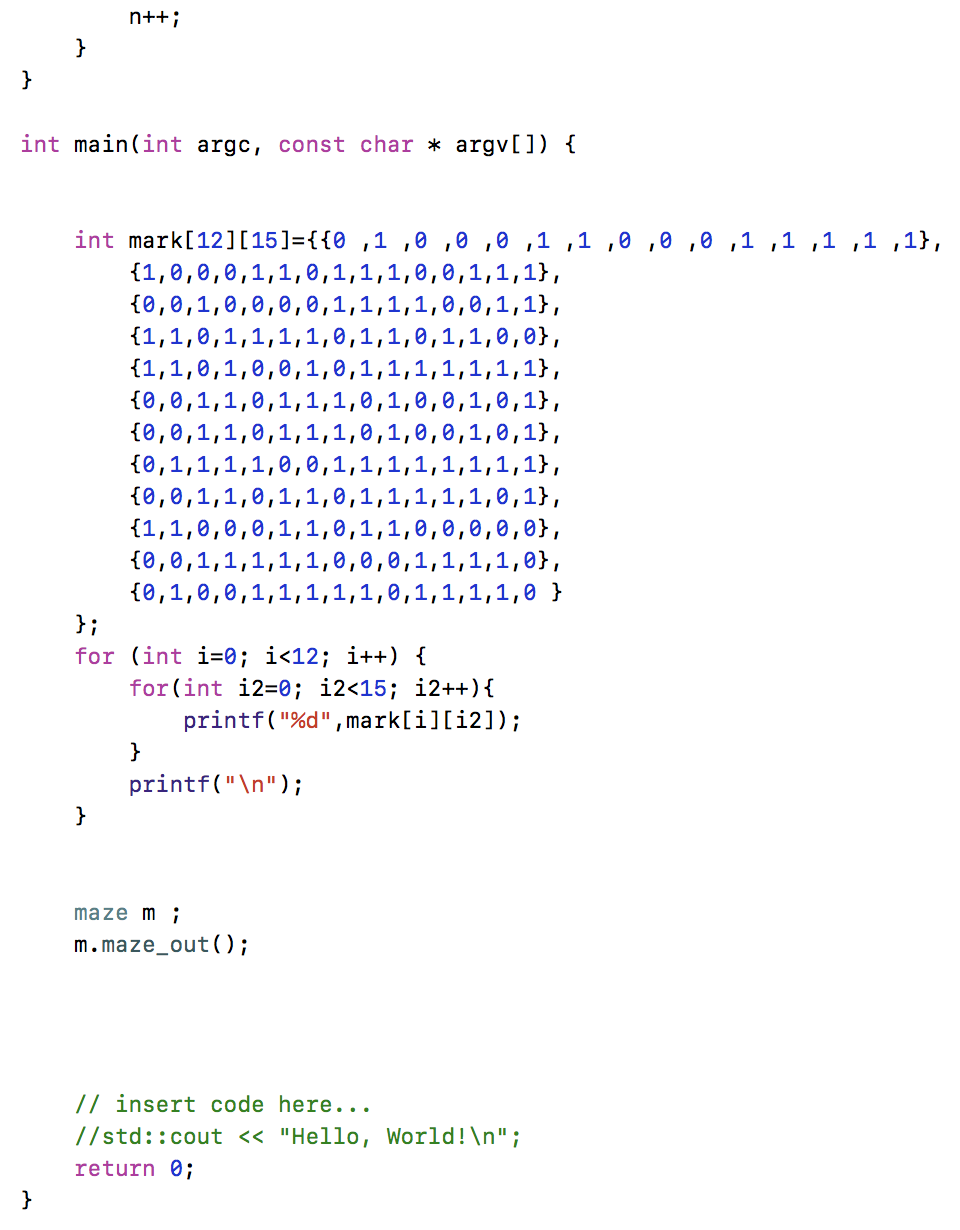 n++;
}
}
int main(int argc, const char * argv[]) {
int mark[12][15]={{0 ,1 ,0 ,0 ,0 ,1 ,1 ,0 ,0 ,0 ,1 ,1 ,1 ,1 ,1},
{1,0,0,0,1,1,0,1,1,1,0,0,1,1,1},
{0,0,1,0,0,0,0,1,1,1,1,0,0,1,1},
{1,1,0,1,1,1,1,0,1,1,0,1,1,0,0},
{1,1,0,1,0,0,1,0,1,1,1,1,1,1,1},
{0,0,1,1,0,1,1,1,0,1,0,0,1,0,1},
{0,0,1,1,0,1,1,1,0,1,0,0,1,0,1},
{0,1,1,1,1,0,0,1,1,1,1,1,1,1,1},
{0,0,1,1,0,1,1,0,1,1,1,1,1,0,1},
{1,1,0,0,0,1,1,0,1,1,0,0,0,0,0},
{0,0,1,1,1,1,1,0,0,0,1,1,1,1,0},
{0,1,0,0,1,1,1,1,1,0,1,1,1,1,0 }
};
for (int i=0; i<12; i++) {
for(int i2=0; i2<15; i2++){
printf("%d",mark[i][i2]);
}
printf("\n");
}
maze m ;
m.maze_out();
// insert code here...
//std::cout << "Hello, World!\n";
return 0;
}